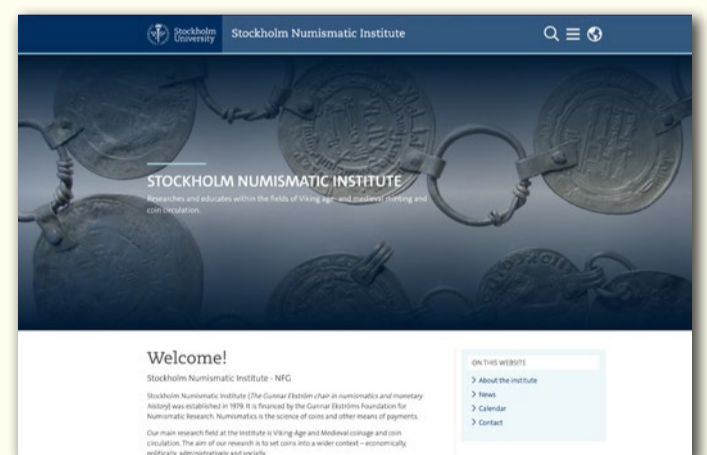 Stockholm
University
Stockholm Numismatic Institute
STOCKHOLM NUMISMATIC INSTITUTE
Researches and educates within the fields of Viking age- and medieval minting and
coin circulation.
Welcome!
Stockholm Numismatic Institute - NFG
Stockholm Numismatic Institute (The Gunnar Ekström chair in numismatics and monetary
history) was established in 1979. It is financed by the Gunnar Ekströms Foundation for
Numismatic Research. Numismatics is the science of coins and other means of payments.
Our main research field at the Institute is Viking-Age and Medieval coinage and coin
circulation. The aim of our research is to set coins into a wider context – economically,
politically, administratively and socially.
ON THIS WEBSITE
> About the institute
> News
> Calendar
> Contact